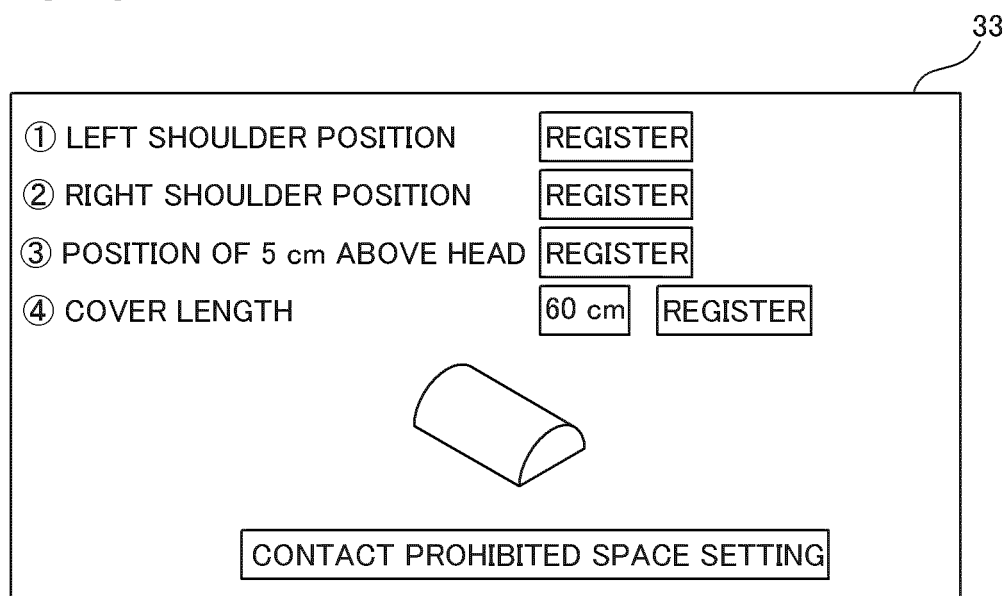 33
① LEFT SHOULDER POSITION REGISTER
② RIGHT SHOULDER POSITION REGISTER
③ POSITION OF 5 cm ABOVE HEAD REGISTER
④ COVER LENGTH 60 cm REGISTER
CONTACT PROHIBITED SPACE SETTING